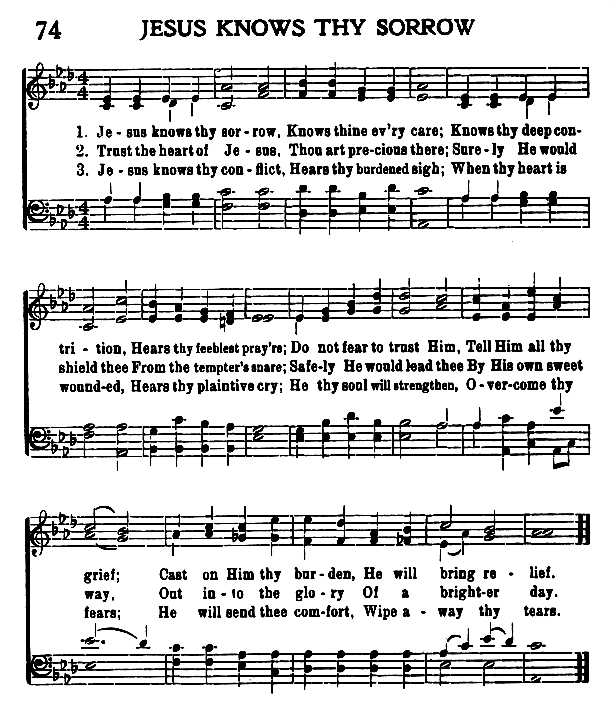 74 JESUS KNOWS THY SORROW
1. Je - sus knows thy sor - row, Knows thine ev'ry care; Knows thy deep con-
2. Trust the heart of Je - sus, Thou art pre-cious there; Sure - ly He would
3. Je - sus knows thy con - flict, Hears thy burdened sigh; When thy heart is
tri - tion, Hears thy feeblest pray're; Do not fear to trust Him, Tell Him all thy
shield thee From the tempter's snare; Safe-ly He would lead thee By His own sweet
wound-ed, Hears thy plaintive cry; He thy soul will strengthen, O - ver-come thy
grief; Cast on Him thy bur - den, He will bring re - lief.
way, Out in - to the glo - ry Of a bright-er day.
fears; He will send thee com-fort, Wipe a - way thy tears.